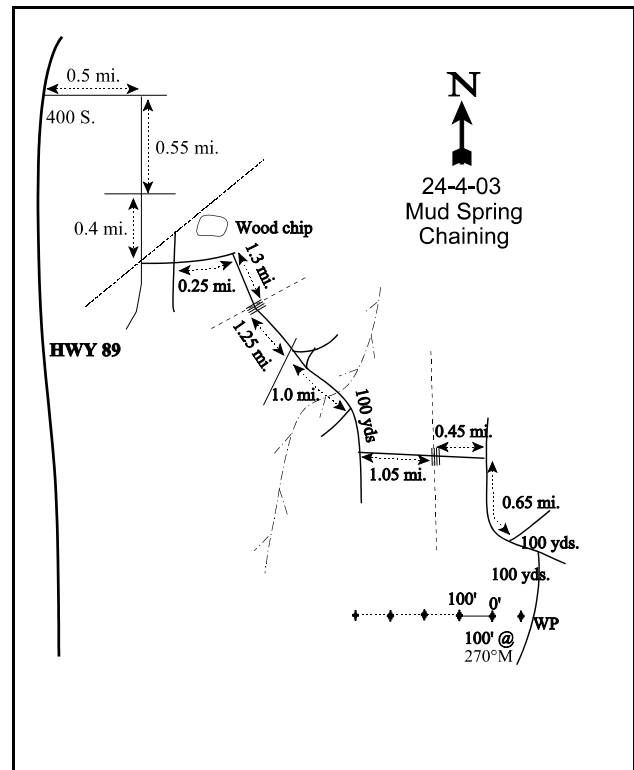 0.5 mi.
400 S.
0.55 mi.
N
24-4-03
Mud Spring
Chaining
0.4 mi.
Wood chip
0.25 mi.
1.3 mi.
HWY 89
1.25 mi.
1.0 mi.
100 yds
0.45 mi.
1.05 mi.
0.65 mi.
100 yds.
100 yds.
100'
0'
WP
100' @
270°M